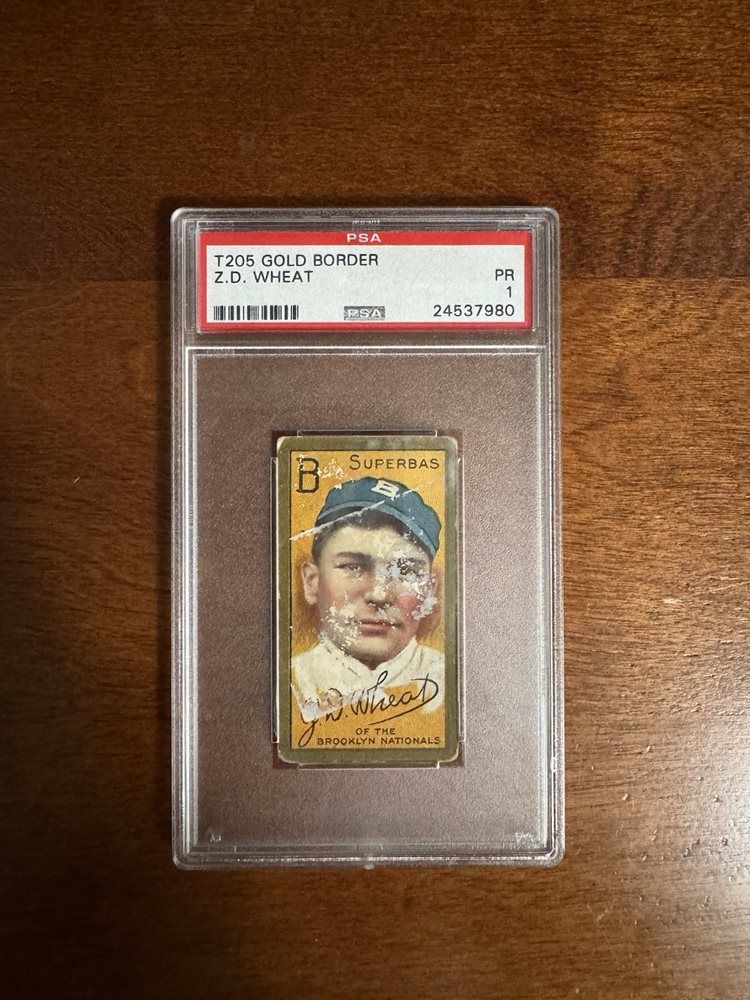 PSA
T205 GOLD BORDER
Z.D. WHEAT
PR
1
PSA
24537980
B SUPERBAS
B
Z.D. Wheat
OF THE
BROOKLYN NATIONALS